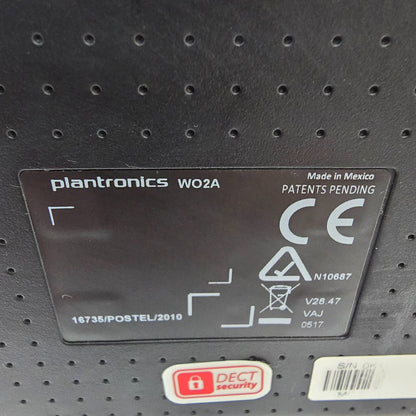 plantronics WO2A
Made in Mexico
PATENTS PENDING
CE
N10687
V28.47
VAJ
0517
16735/POSTEL/2010
DECT
security
S/N